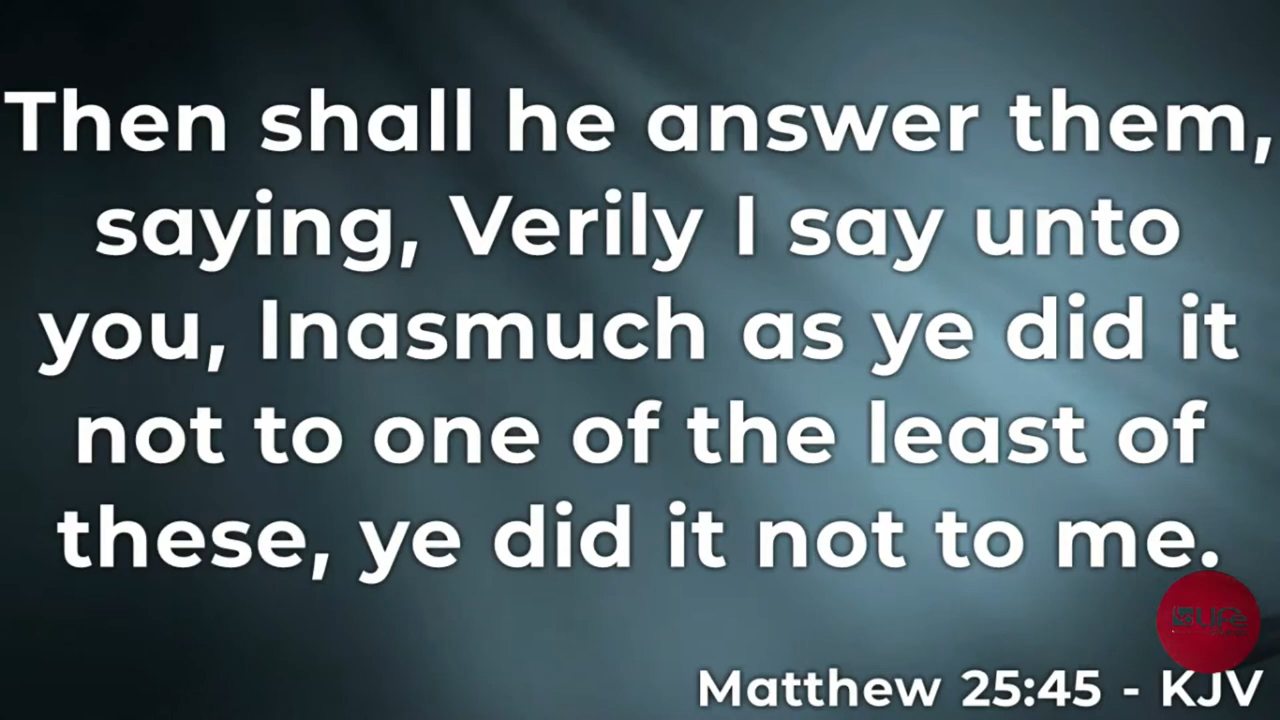 Then shall he answer them,
saying, Verily I say unto
you, Inasmuch as ye did it
not to one of the least of
these, ye did it not to me.
Life
Matthew 25:45 - KJV